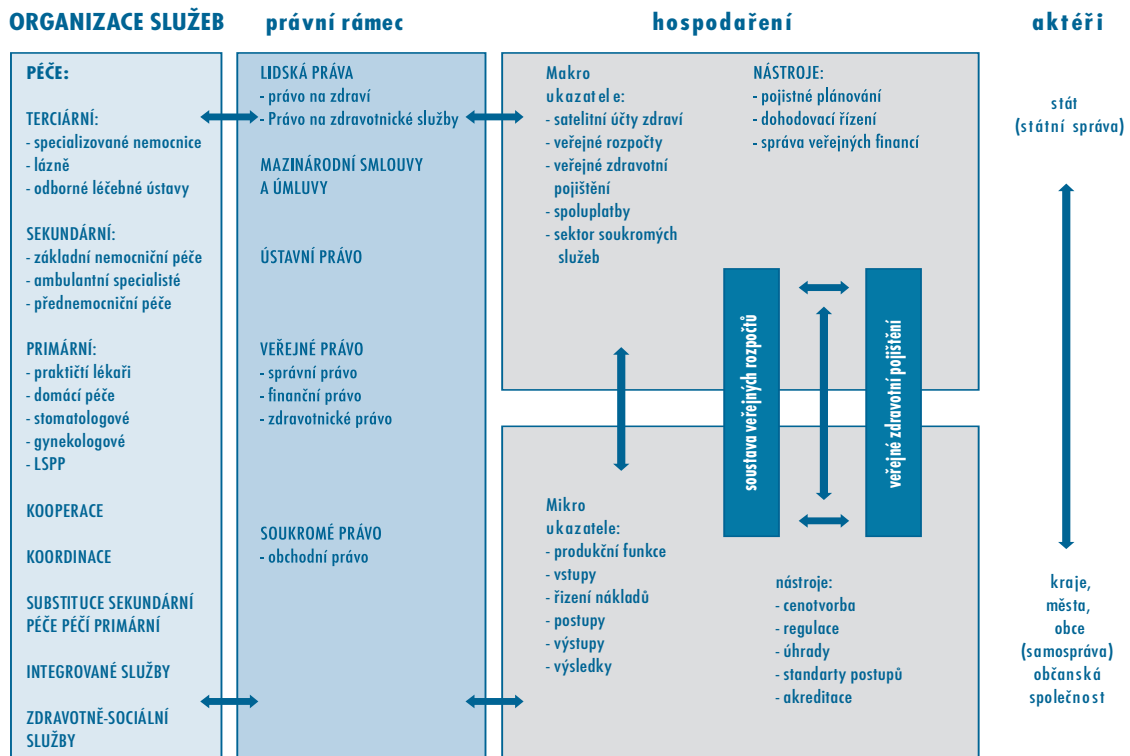 ORGANIZACE SLUŽEB
PÉČE:
TERCIÁRNÍ:
- specializované nemocnice
- lázně
- odborné léčebné ústavy
SEKUNDÁRNÍ:
- základní nemocniční péče
- ambulantní specialisté
- přednemocniční péče
PRIMÁRNÍ:
- praktičtí lékaři
- domácí péče
- stomatologové
- gynekologové
- LSPP
KOOPERACE
KOORDINACE
SUBSTITUCE SEKUNDÁRNÍ
PÉČE PÉČÍ PRIMÁRNÍ
INTEGROVANÉ SLUŽBY
ZDRAVOTNĚ-SOCIÁLNÍ
SLUŽBY
právní rámec
LIDSKÁ PRÁVA
- právo na zdraví
- Právo na zdravotnické služby
MAZINÁRODNÍ SMLOUVY
A ÚMLUVY
ÚSTAVNÍ PRÁVO
VEŘEJNÉ PRÁVO
- správní právo
- finanční právo
- zdravotnické právo
SOUKROMÉ PRÁVO
- obchodní právo
hospodaření
Makro
ukazatele:
- satelitní účty zdraví
- veřejné rozpočty
- veřejné zdravotní
pojištění
- spoluplatby
- sektor soukromých
služeb
NÁSTROJE:
- pojistné plánování
- dohodovací řízení
- správa veřejných financí
soustava veřejných rozpočtů
veřejné zdravotní pojištění
Mikro
ukazatele:
- produkční funkce
- vstupy
- řizení nákladů
- postupy
- výstupy
- výsledky
nástroje:
- cenotvorba
- regulace
- úhrady
- standarty postupů
- akreditace
aktéři
stát
(státní správa)
kraje,
města,
obce
(samospráva)
občanská
společnost